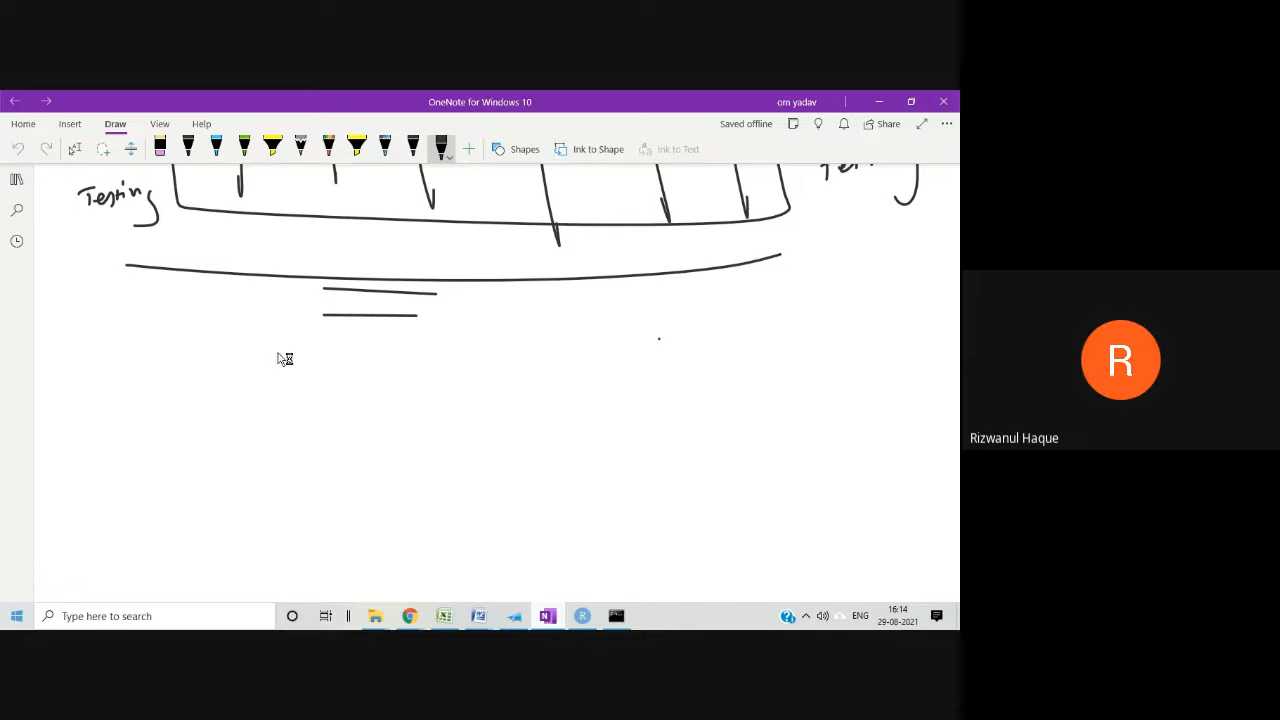 OneNote for Windows 10
om yadav
Home Insert Draw View Help
Saved offline
Share
Shapes
Ink to Shape
Ink to Text
Testing
R
Rizwanul Haque
Type here to search
ENG
16:14
29-08-2021